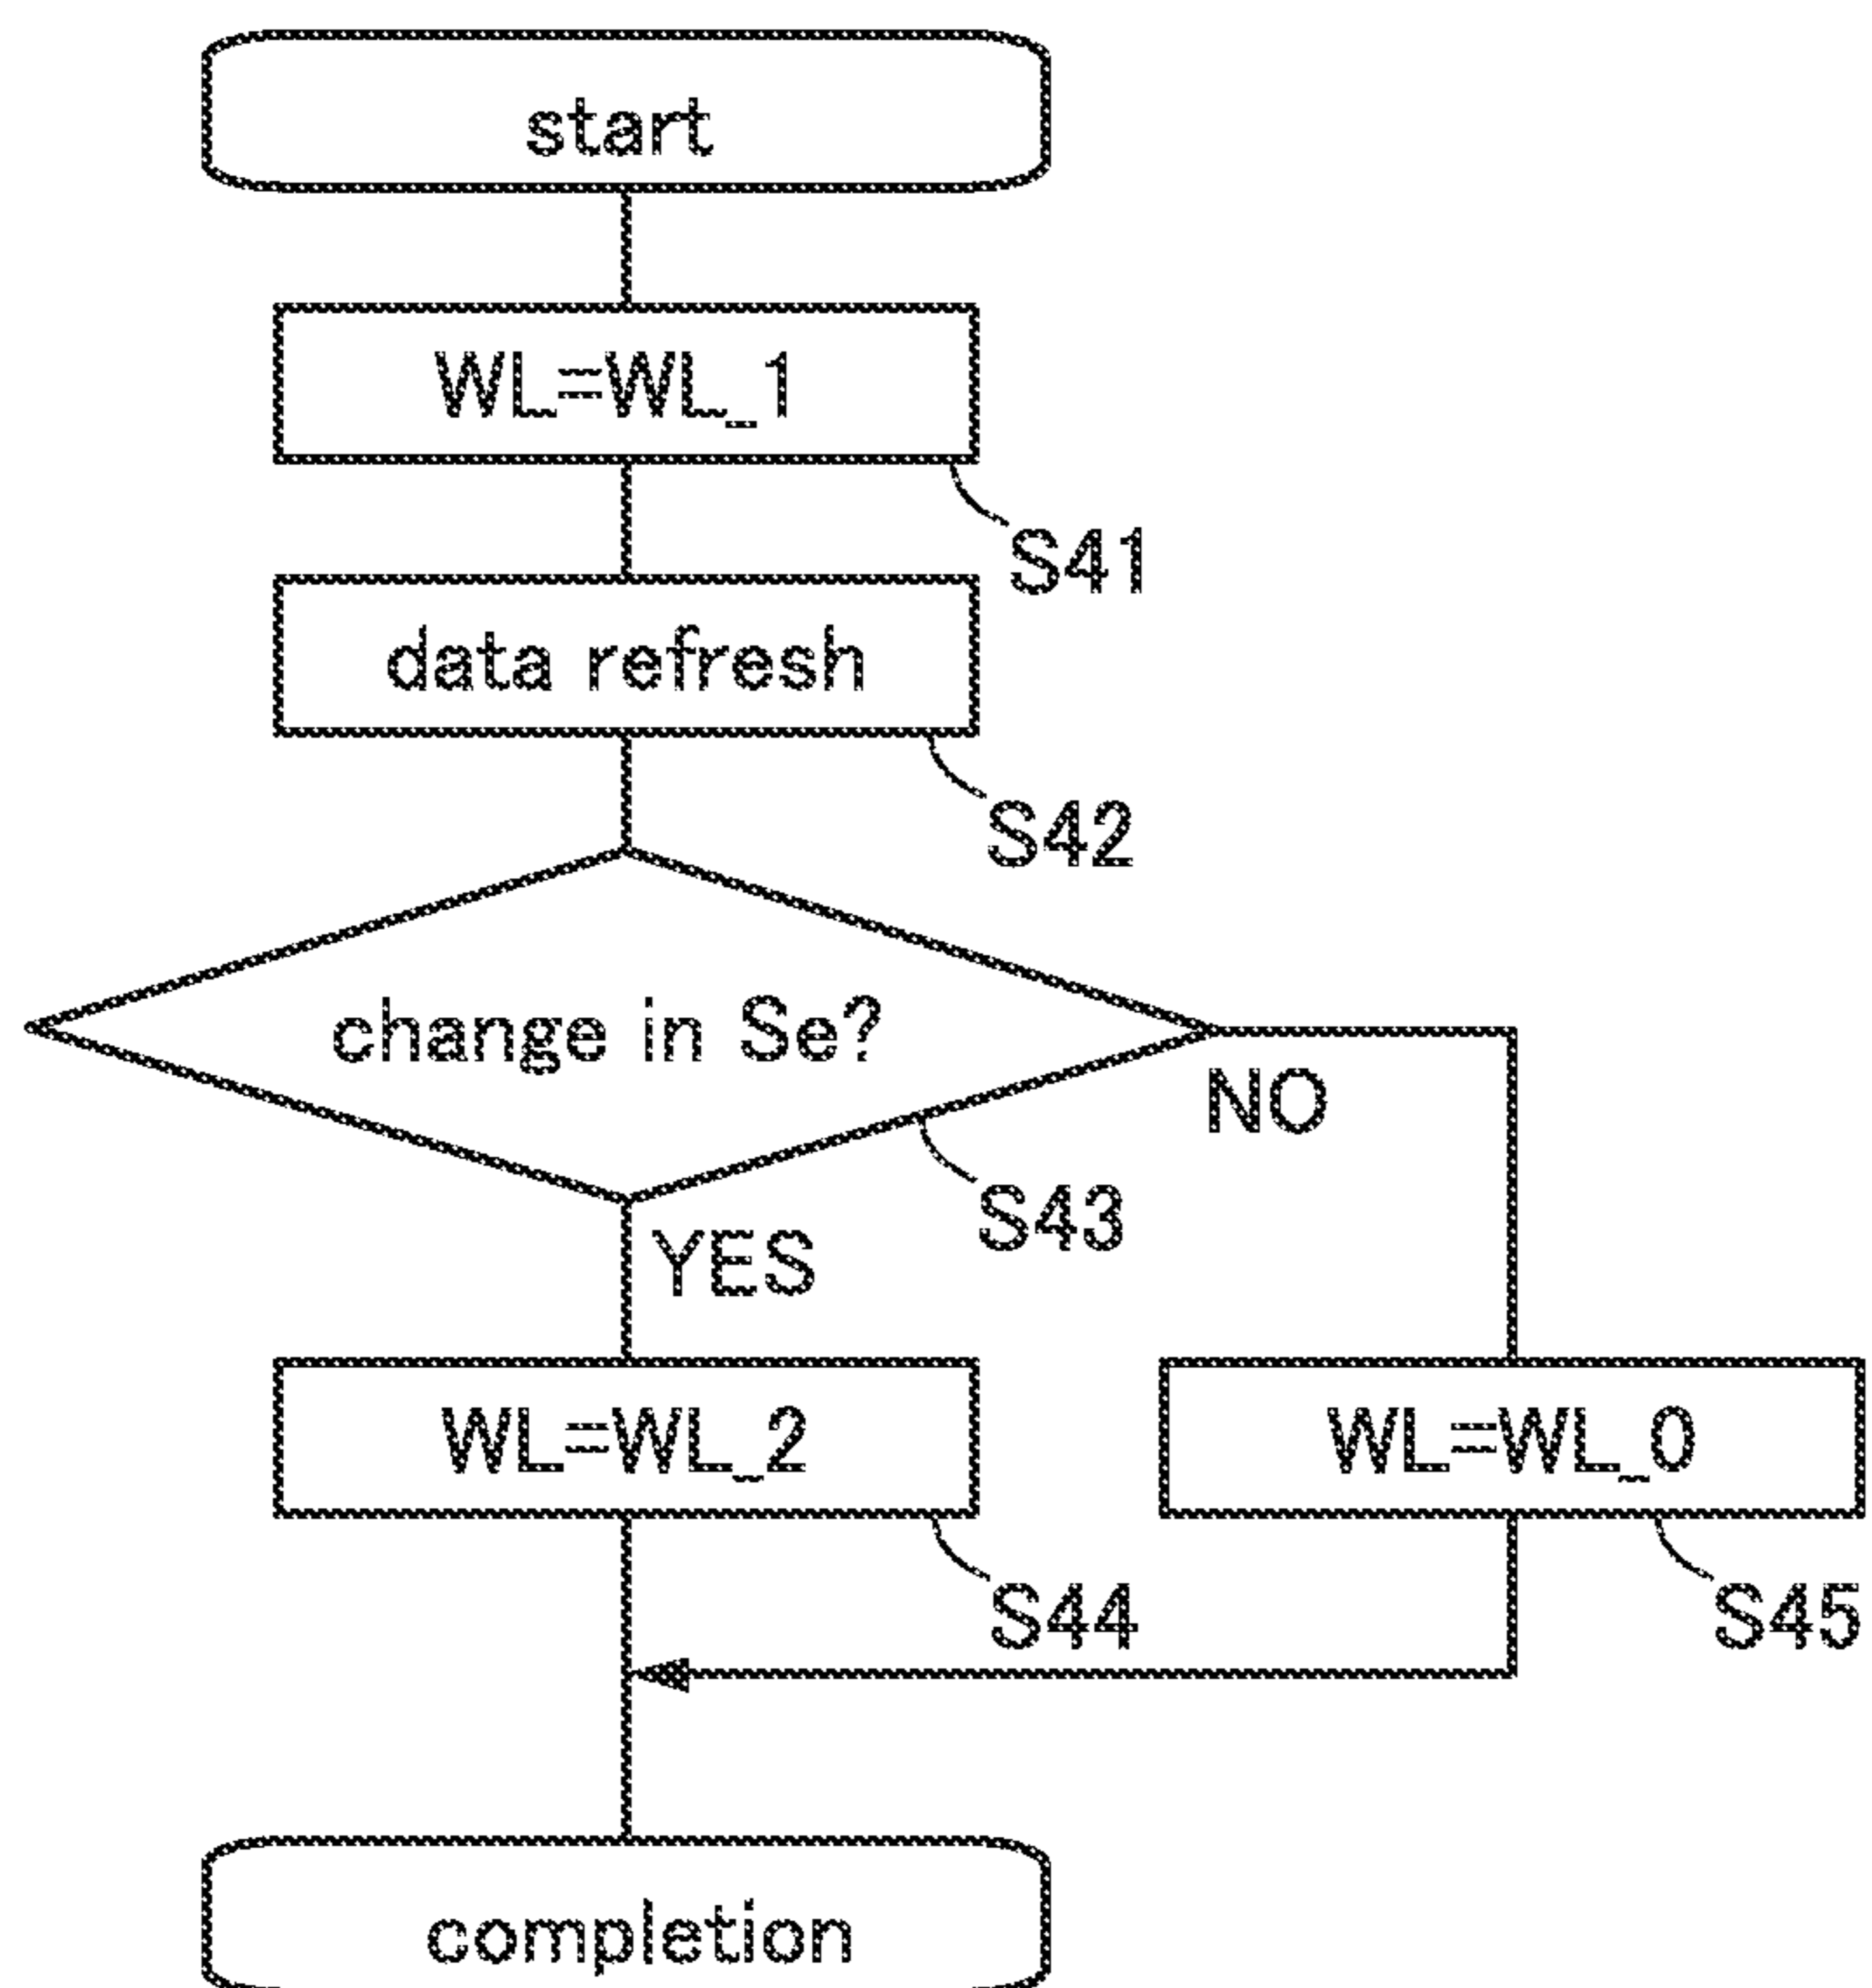 start
WL=WL_1
S41
data refresh
S42
change in Se?
NO
S43
YES
WL=WL_2
WL=WL_0
S44
S45
completion